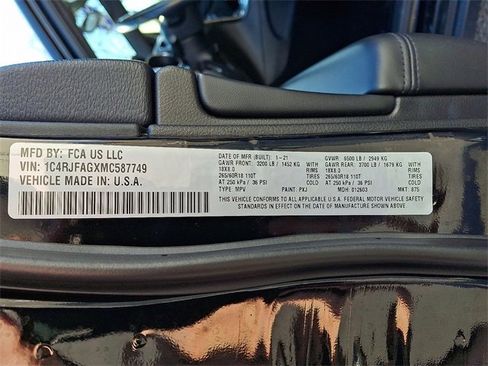 MFD BY: FCA US LLC
VIN: 1C4RJFAGXMC587749
VEHICLE MADE IN U.S.A.
DATE OF MFR (BUILT): 1-21 GVWR: 6500 LB / 2949 KG
GAWR FRONT: 3200 LB / 1452 KG WITH GAWR REAR: 3700 LB / 1679 KG WITH
18X8.0 RIMS 18X8.0 RIMS
265/60R18 110T TIRES 265/60R18 110T TIRES
AT 250 kPa / 36 PSI COLD AT 250 kPa / 36 PSI COLD
TYPE: MPV PAINT: PXJ MDH: 012603 MKT: 875
THIS VEHICLE CONFORMS TO ALL APPLICABLE U.S.A. FEDERAL MOTOR VEHICLE SAFETY
STANDARDS IN EFFECT ON THE DATE OF MANUFACTURE SHOWN ABOVE